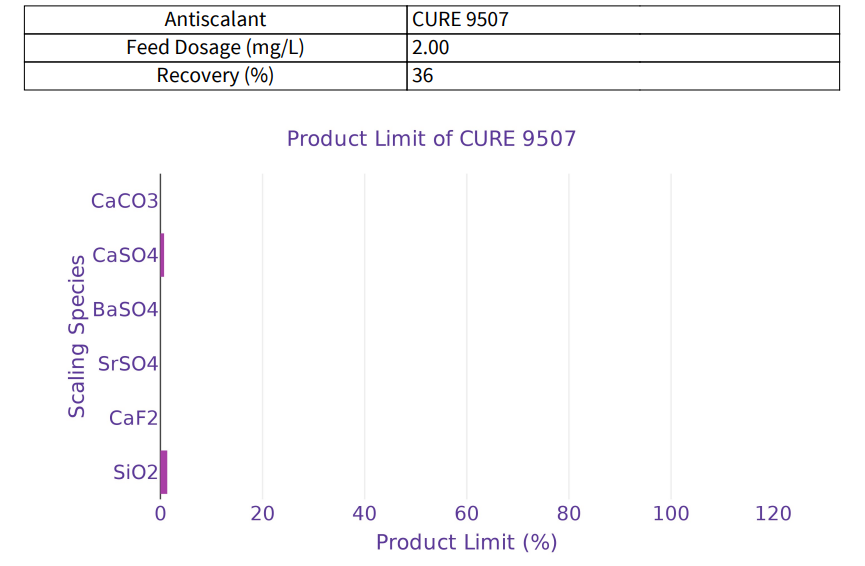 Antiscalant CURE 9507
Feed Dosage (mg/L) 2.00
Recovery (%) 36
Product Limit of CURE 9507
Scaling Species
CaCO3
CaSO4
BaSO4
SrSO4
CaF2
SiO2
0 20 40 60 80 100 120
Product Limit (%)